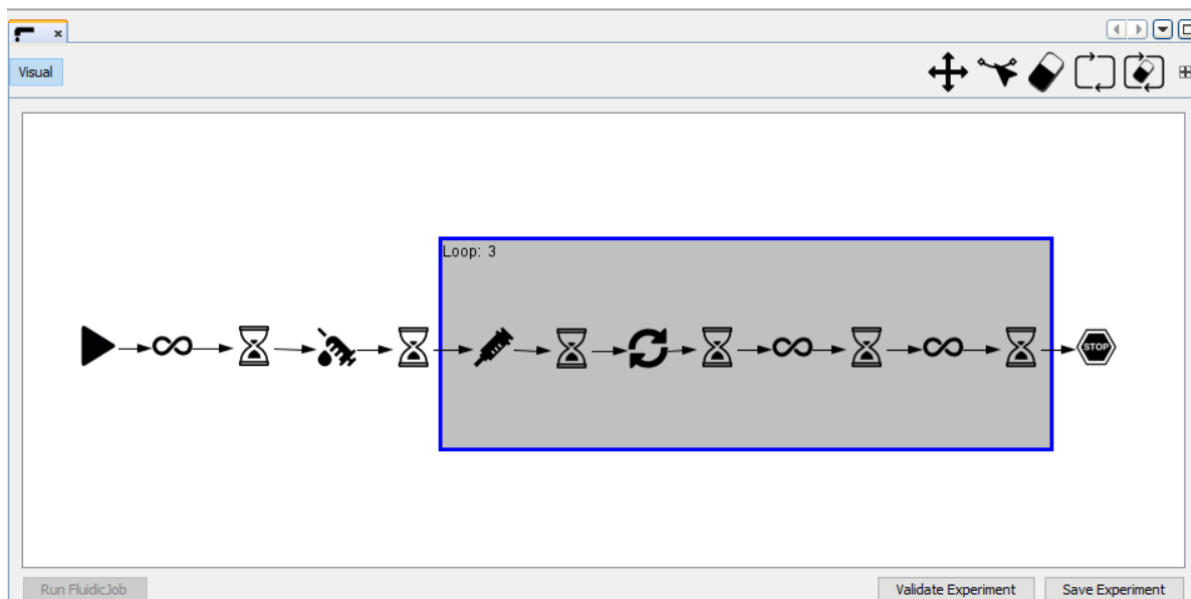 Visual
Loop: 3
STOP
Run FluidicJob
Validate Experiment
Save Experiment